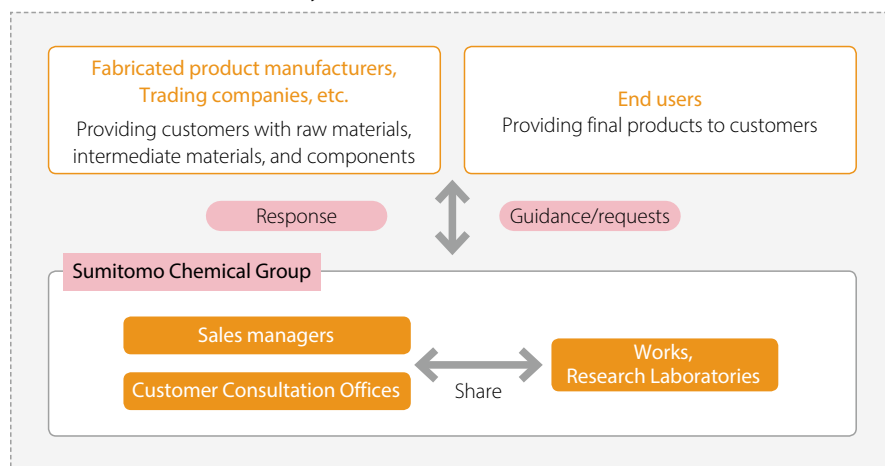 Fabricated product manufacturers,
Trading companies, etc.
Providing customers with raw materials,
intermediate materials, and components
End users
Providing final products to customers
Response
Guidance/requests
Sumitomo Chemical Group
Sales managers
Customer Consultation Offices
Share
Works,
Research Laboratories